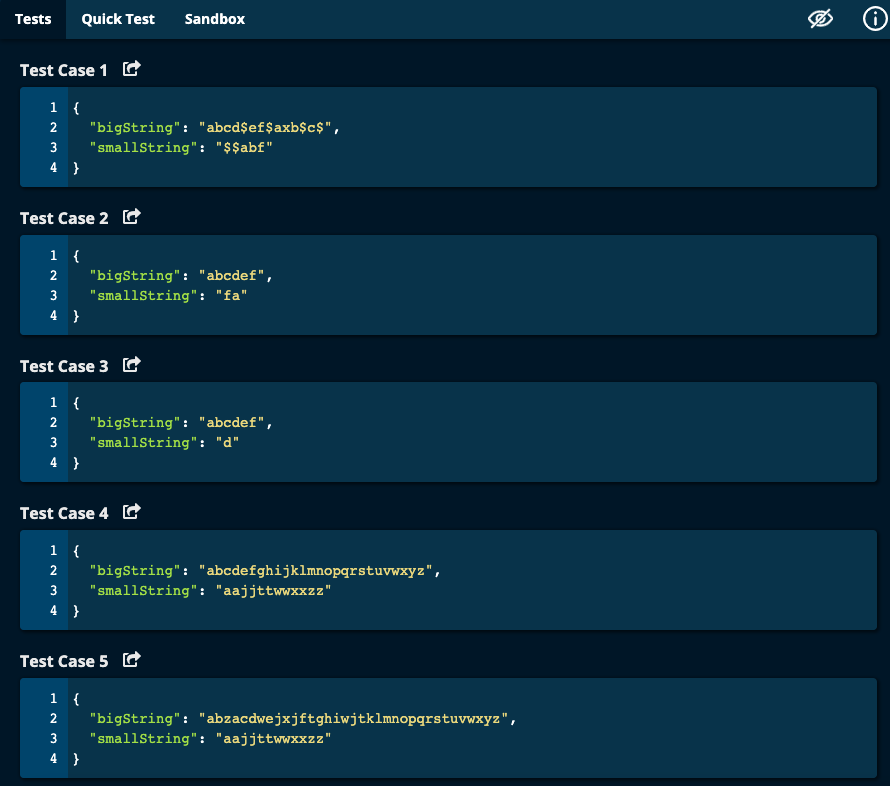 Tests Quick Test Sandbox
Test Case 1
1 {
2 "bigString": "abcd$ef$axb$c$",
3 "smallString": "$$abf"
4 }
Test Case 2
1 {
2 "bigString": "abcdef",
3 "smallString": "fa"
4 }
Test Case 3
1 {
2 "bigString": "abcdef",
3 "smallString": "d"
4 }
Test Case 4
1 {
2 "bigString": "abcdefghijklmnopqrstuvwxyz",
3 "smallString": "aajjttwwxxzz"
4 }
Test Case 5
1 {
2 "bigString": "abzacdwejxjftghiwjtklmnopqrstuvwxyz",
3 "smallString": "aajjttwwxxzz"
4 }